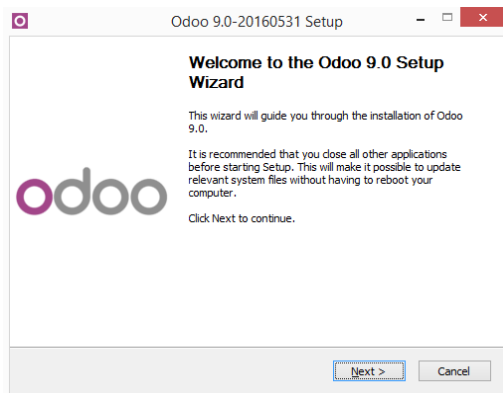 Odoo 9.0-20160531 Setup
Welcome to the Odoo 9.0 Setup
Wizard
This wizard will guide you through the installation of Odoo
9.0.
It is recommended that you close all other applications
before starting Setup. This will make it possible to update
relevant system files without having to reboot your
computer.
Click Next to continue.
odoo
Next >
Cancel